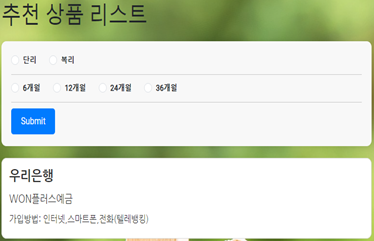 추천 상품 리스트
단리 복리
6개월 12개월 24개월 36개월
Submit
우리은행
WON플러스예금
가입방법: 인터넷,스마트폰,전화(텔레뱅킹)